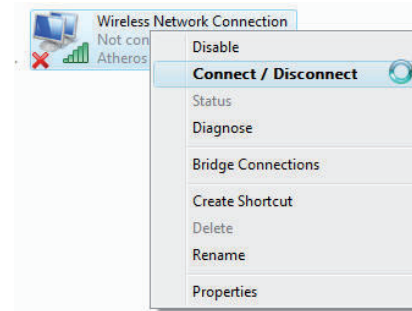 Wireless Network Connection
Not con
Atheros
Disable
Connect / Disconnect
Status
Diagnose
Bridge Connections
Create Shortcut
Delete
Rename
Properties